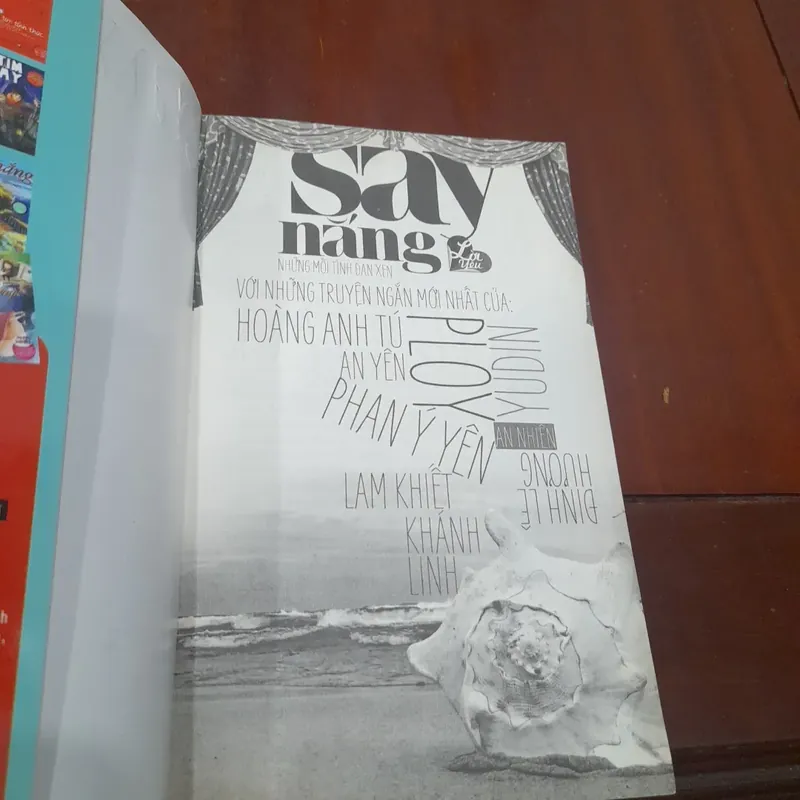 say
nắng
Lời
yêu
NHỮNG MỐI TÌNH ĐAN XEN
VỚI NHỮNG TRUYỆN NGẮN MỚI NHẤT CỦA:
HOÀNG ANH TÚ
AN YÊN
PLOY
YUDIN
PHAN Ý YÊN
AN NHIÊN
ĐINH LÊ
HƯƠNG
LAM KHIẾT
KHÁNH
LINH